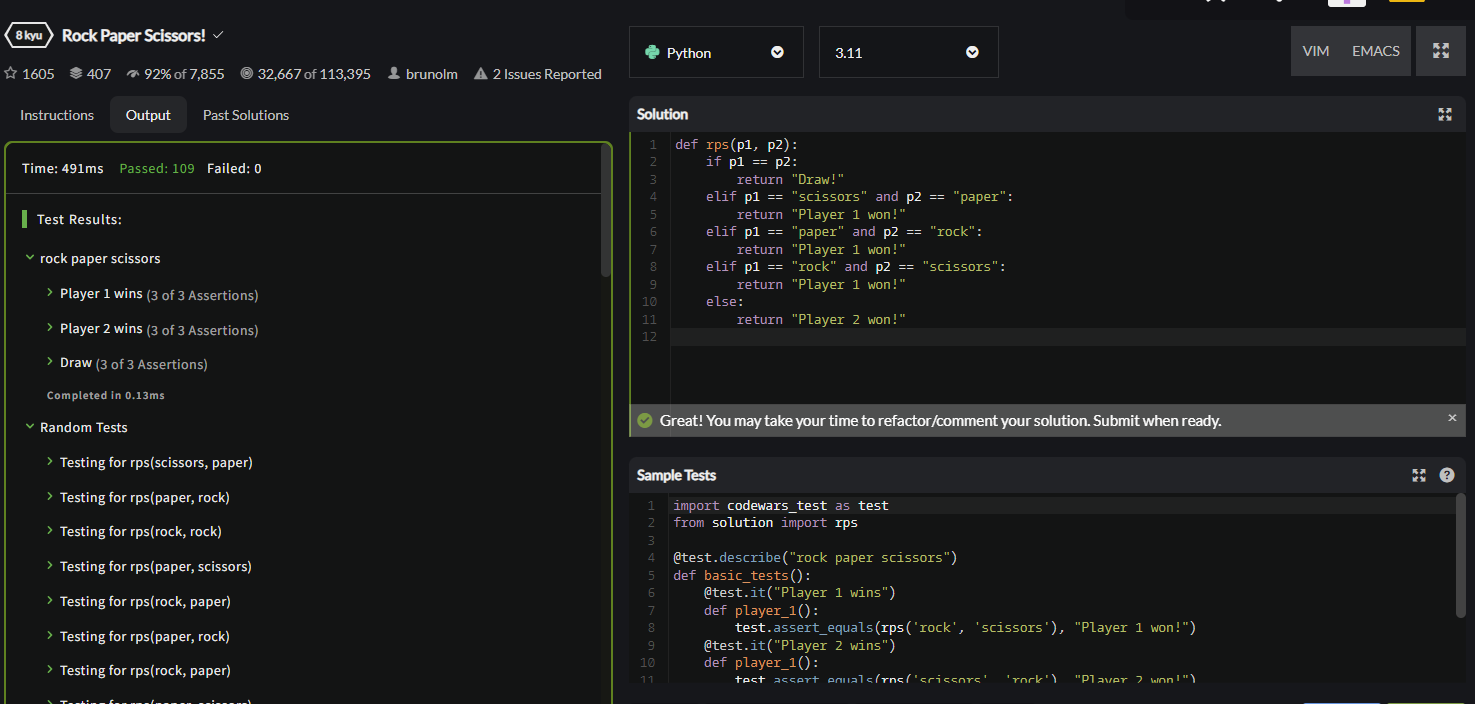 8 kyu Rock Paper Scissors!
1605 407 92% of 7,855 32,667 of 113,395 brunolm 2 Issues Reported
Instructions Output Past Solutions
Time: 491ms Passed: 109 Failed: 0
Test Results:
rock paper scissors
Player 1 wins (3 of 3 Assertions)
Player 2 wins (3 of 3 Assertions)
Draw (3 of 3 Assertions)
Completed in 0.13ms
Random Tests
Testing for rps(scissors, paper)
Testing for rps(paper, rock)
Testing for rps(rock, rock)
Testing for rps(paper, scissors)
Testing for rps(rock, paper)
Testing for rps(paper, rock)
Testing for rps(rock, paper)
Testing for rps(paper, scissors)
Python 3.11 VIM EMACS
Solution
1 def rps(p1, p2):
2 if p1 == p2:
3 return "Draw!"
4 elif p1 == "scissors" and p2 == "paper":
5 return "Player 1 won!"
6 elif p1 == "paper" and p2 == "rock":
7 return "Player 1 won!"
8 elif p1 == "rock" and p2 == "scissors":
9 return "Player 1 won!"
10 else:
11 return "Player 2 won!"
12
Great! You may take your time to refactor/comment your solution. Submit when ready. ×
Sample Tests ?
1 import codewars_test as test
2 from solution import rps
3
4 @test.describe("rock paper scissors")
5 def basic_tests():
6 @test.it("Player 1 wins")
7 def player_1():
8 test.assert_equals(rps('rock', 'scissors'), "Player 1 won!")
9 @test.it("Player 2 wins")
10 def player_1():
11 test.assert_equals(rps('scissors', 'rock'), "Player 2 won!")